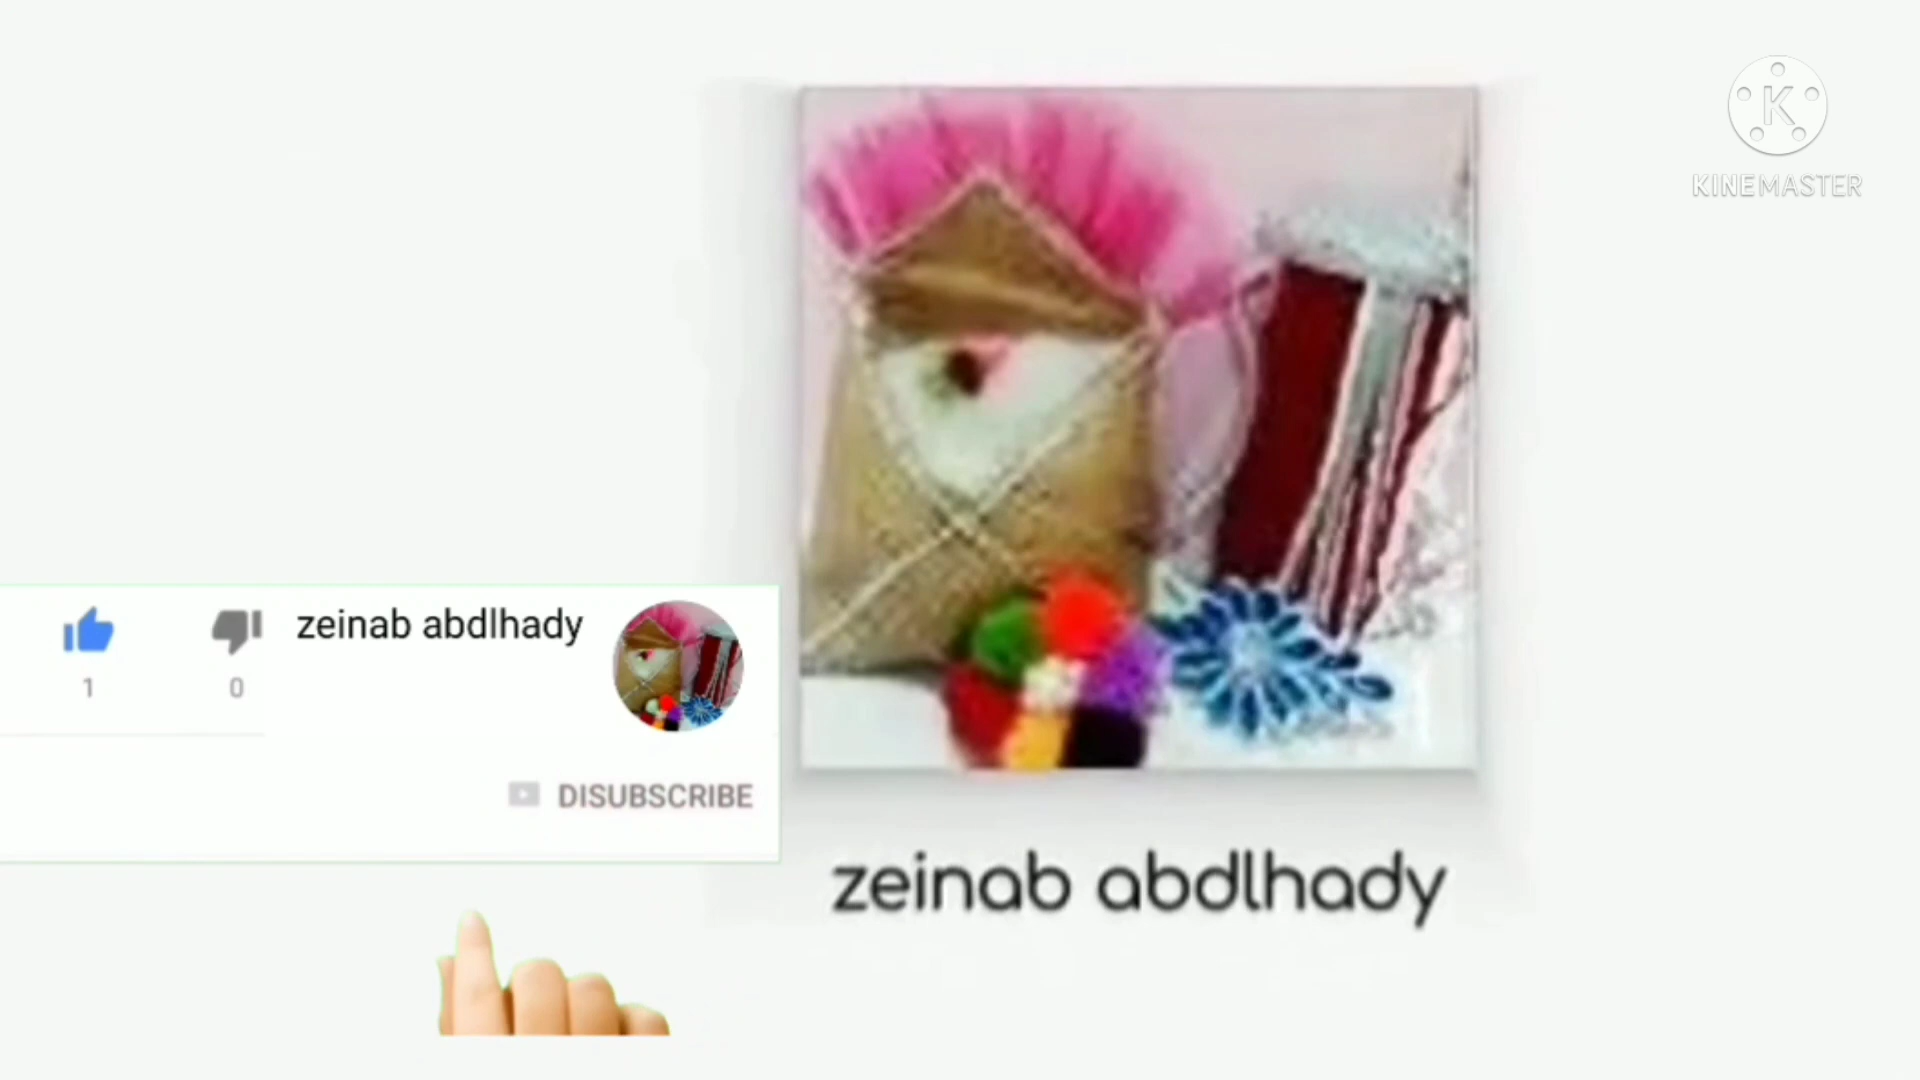 KINEMASTER
zeinab abdlhady
1
0
DISUBSCRIBE
zeinab abdlhady